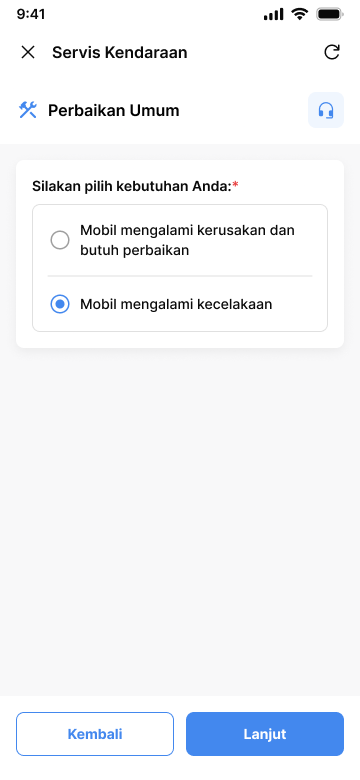 9:41
Servis Kendaraan
Perbaikan Umum
Silakan pilih kebutuhan Anda:*
Mobil mengalami kerusakan dan
butuh perbaikan
Mobil mengalami kecelakaan
Kembali
Lanjut